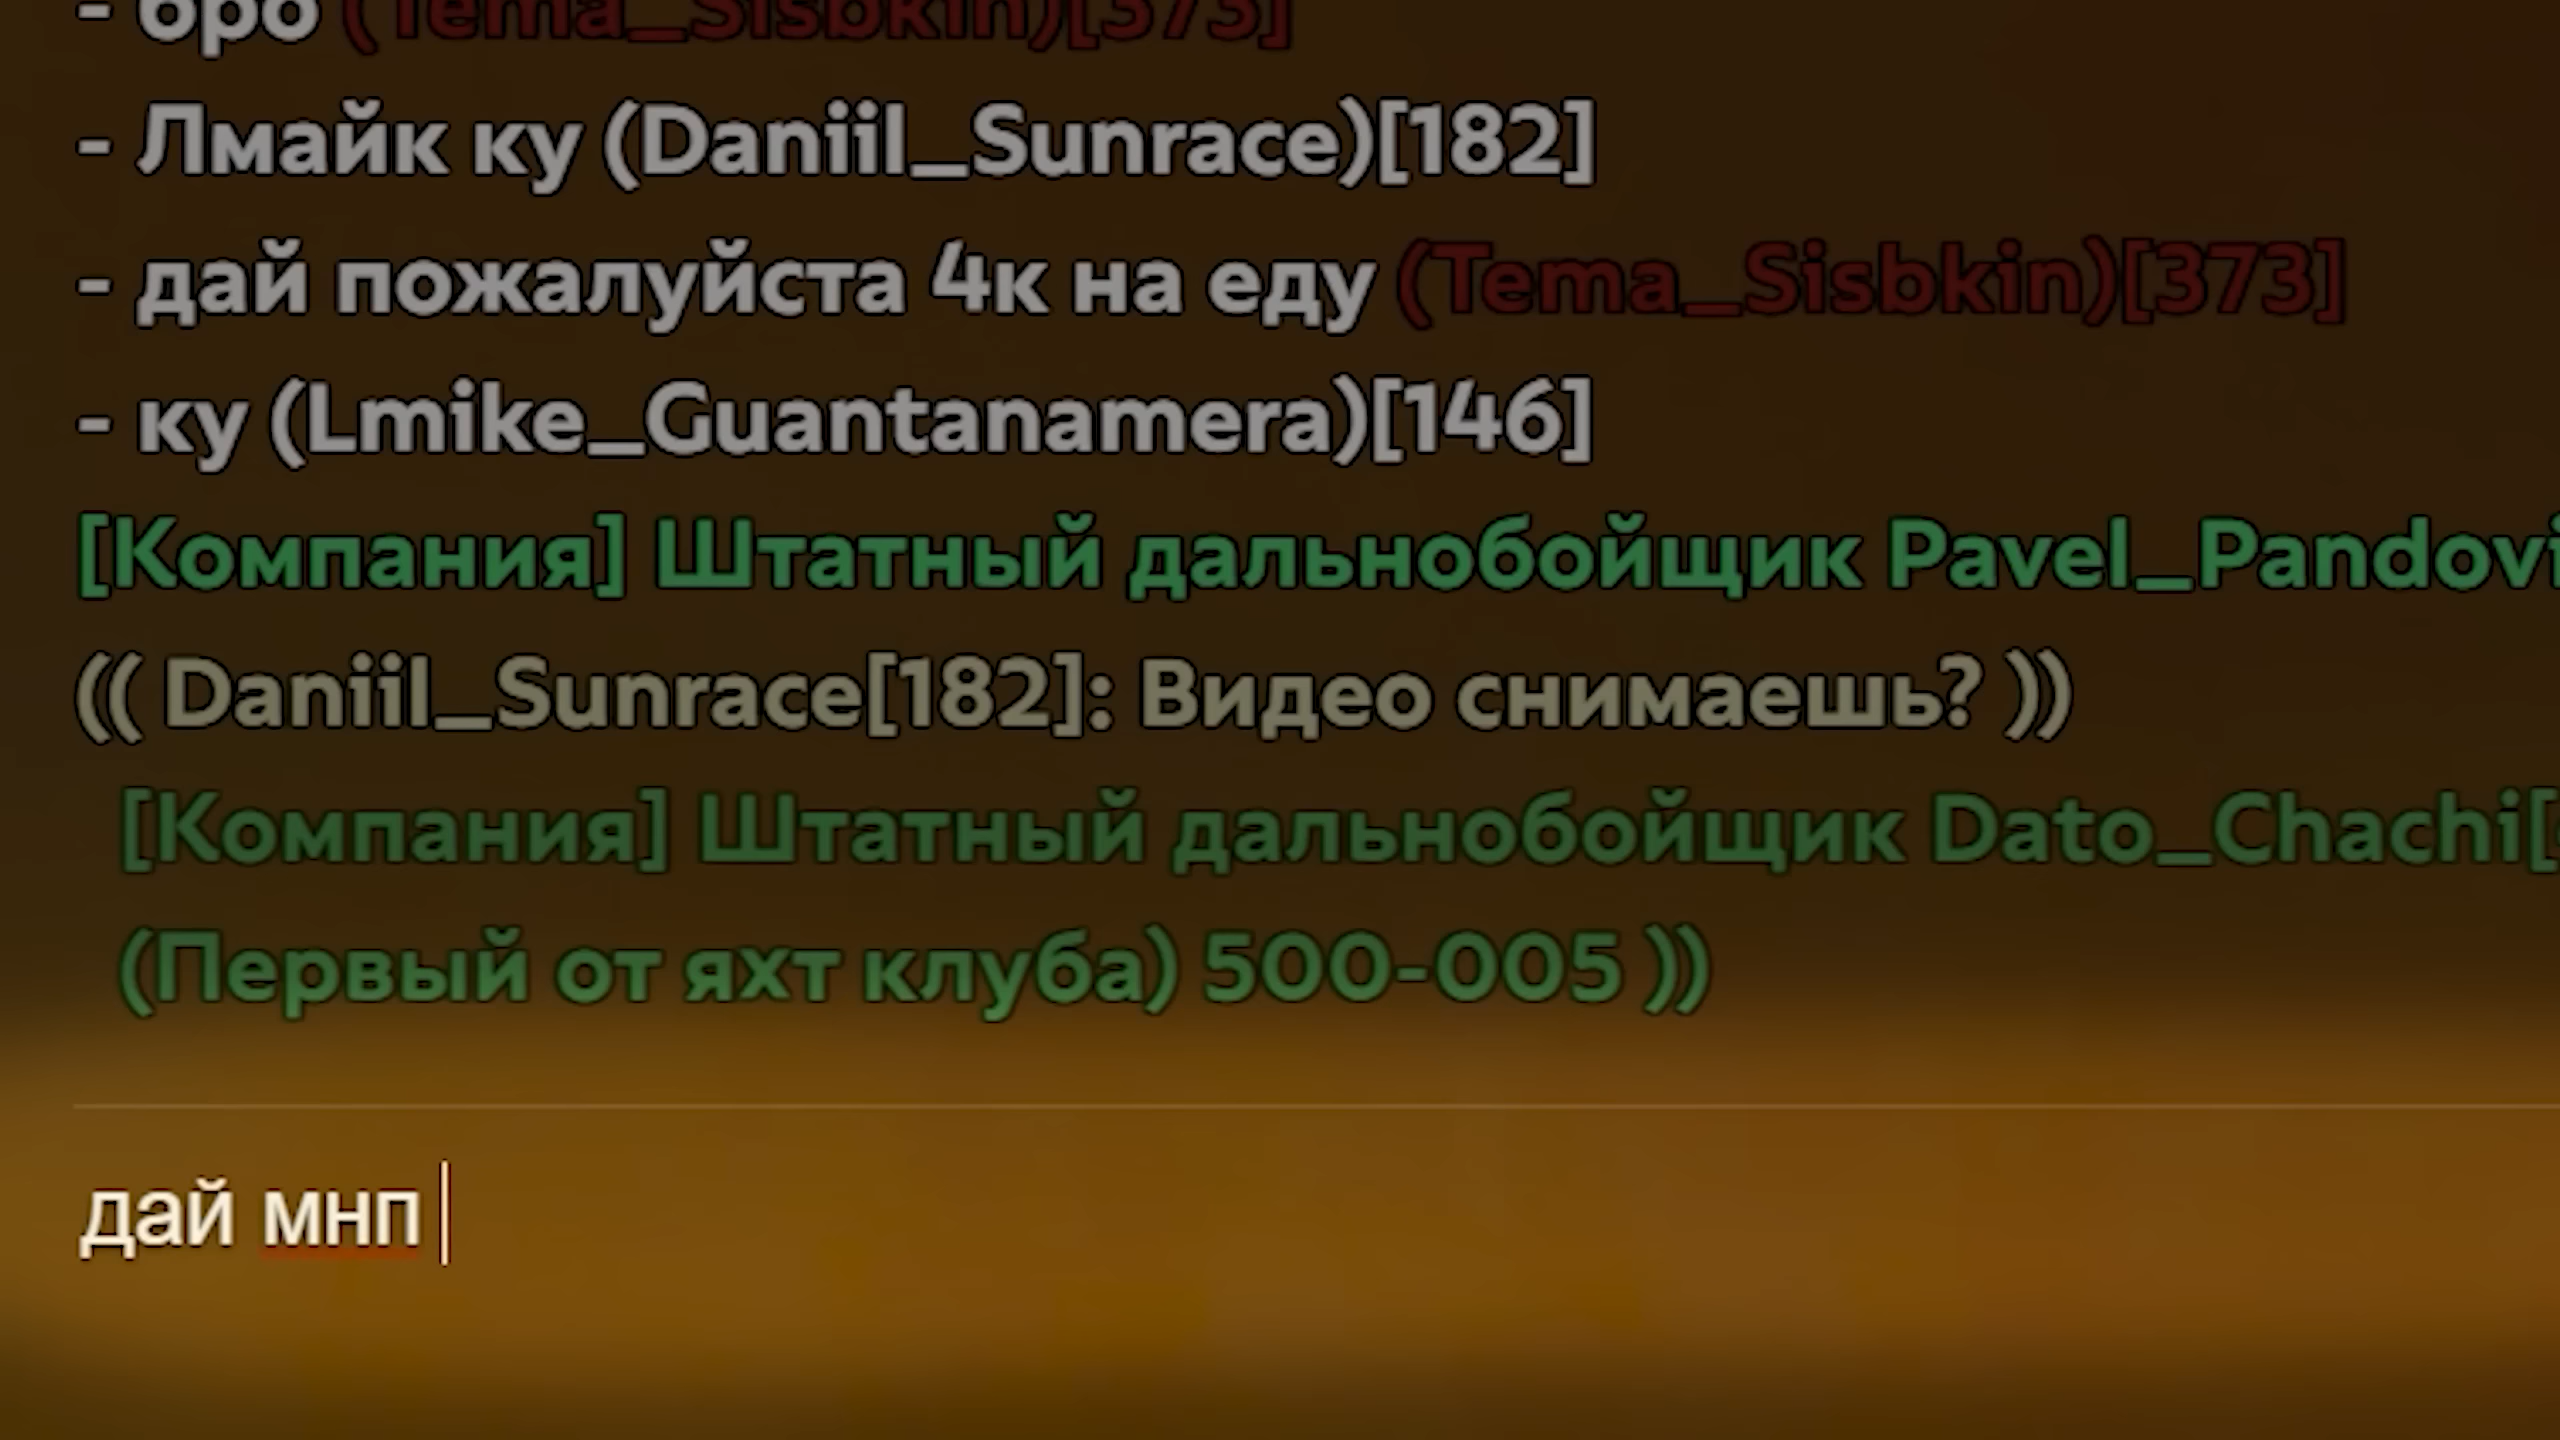 - бро (Tema_Sisbkin)[373]
- Лмайк ку (Daniil_Sunrace)[182]
- дай пожалуйста 4к на еду (Tema_Sisbkin)[373]
- ку (Lmike_Guantanamera)[146]
[Компания] Штатный дальнобойщик Pavel_Pandovi
(( Daniil_Sunrace[182]: Видео снимаешь? ))
[Компания] Штатный дальнобойщик Dato_Chachi[
(Первый от яхт клуба) 500-005 ))
дай мнп